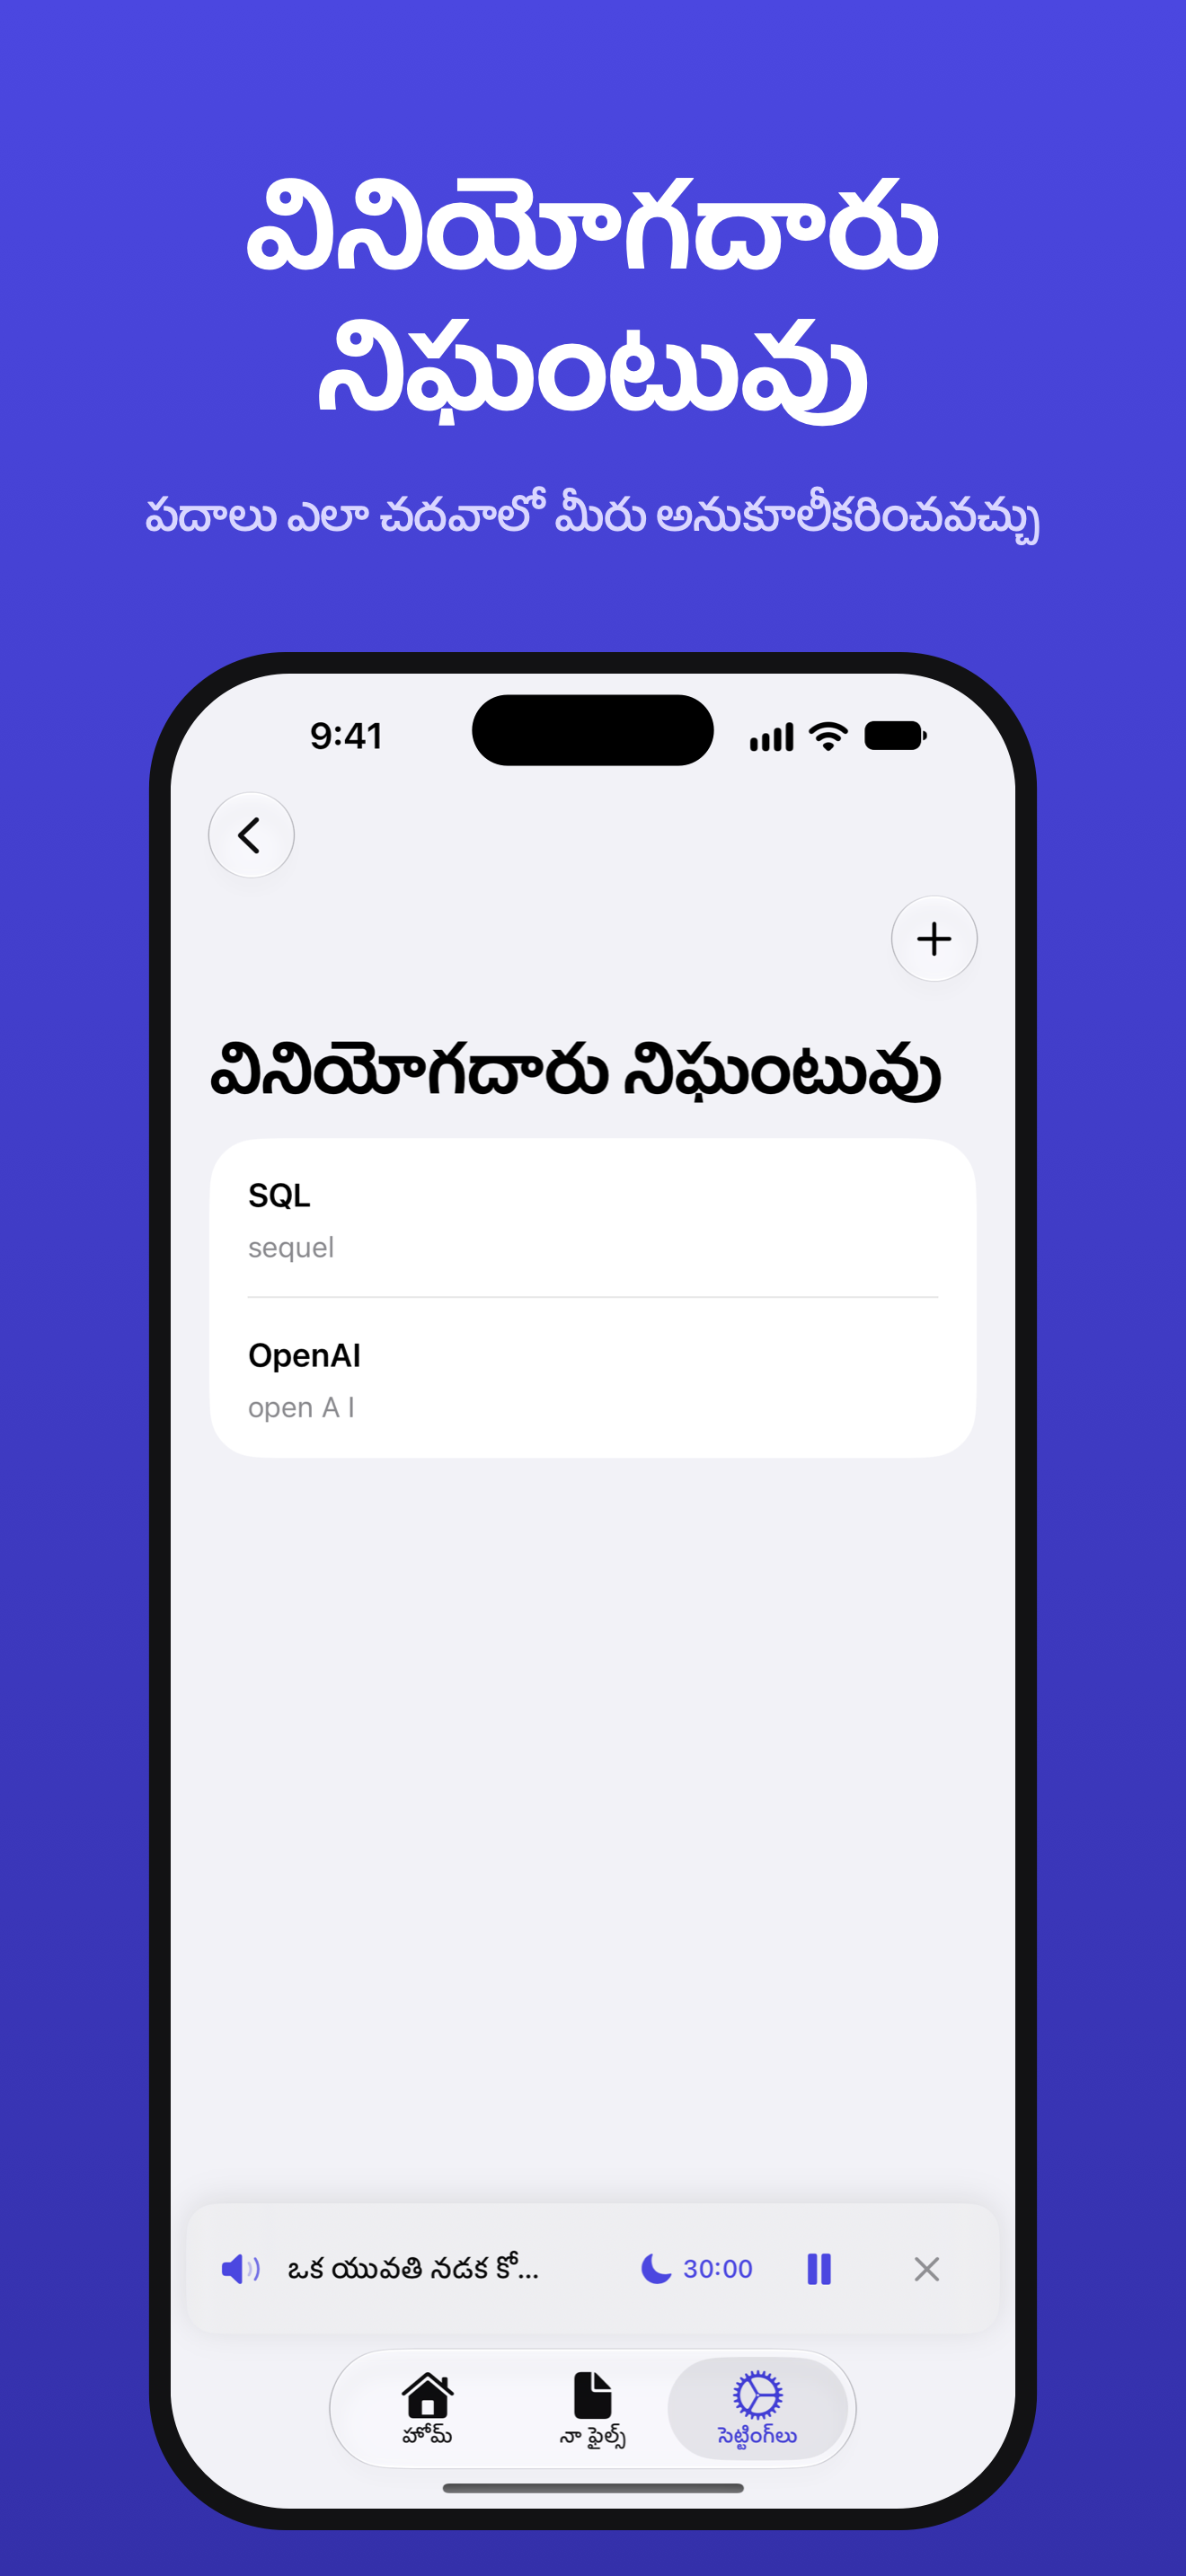 వినియోగదారు
నిఘంటువు
పదాలు ఎలా చదవాలో మీరు అనుకూలీకరించవచ్చు
9:41
వినియోగదారు నిఘంటువు
SQL
sequel
OpenAI
open A I
ఒక యువతి నడక కో...
30:00
హోమ్
నా ఫైల్స్
సెట్టింగ్‌లు